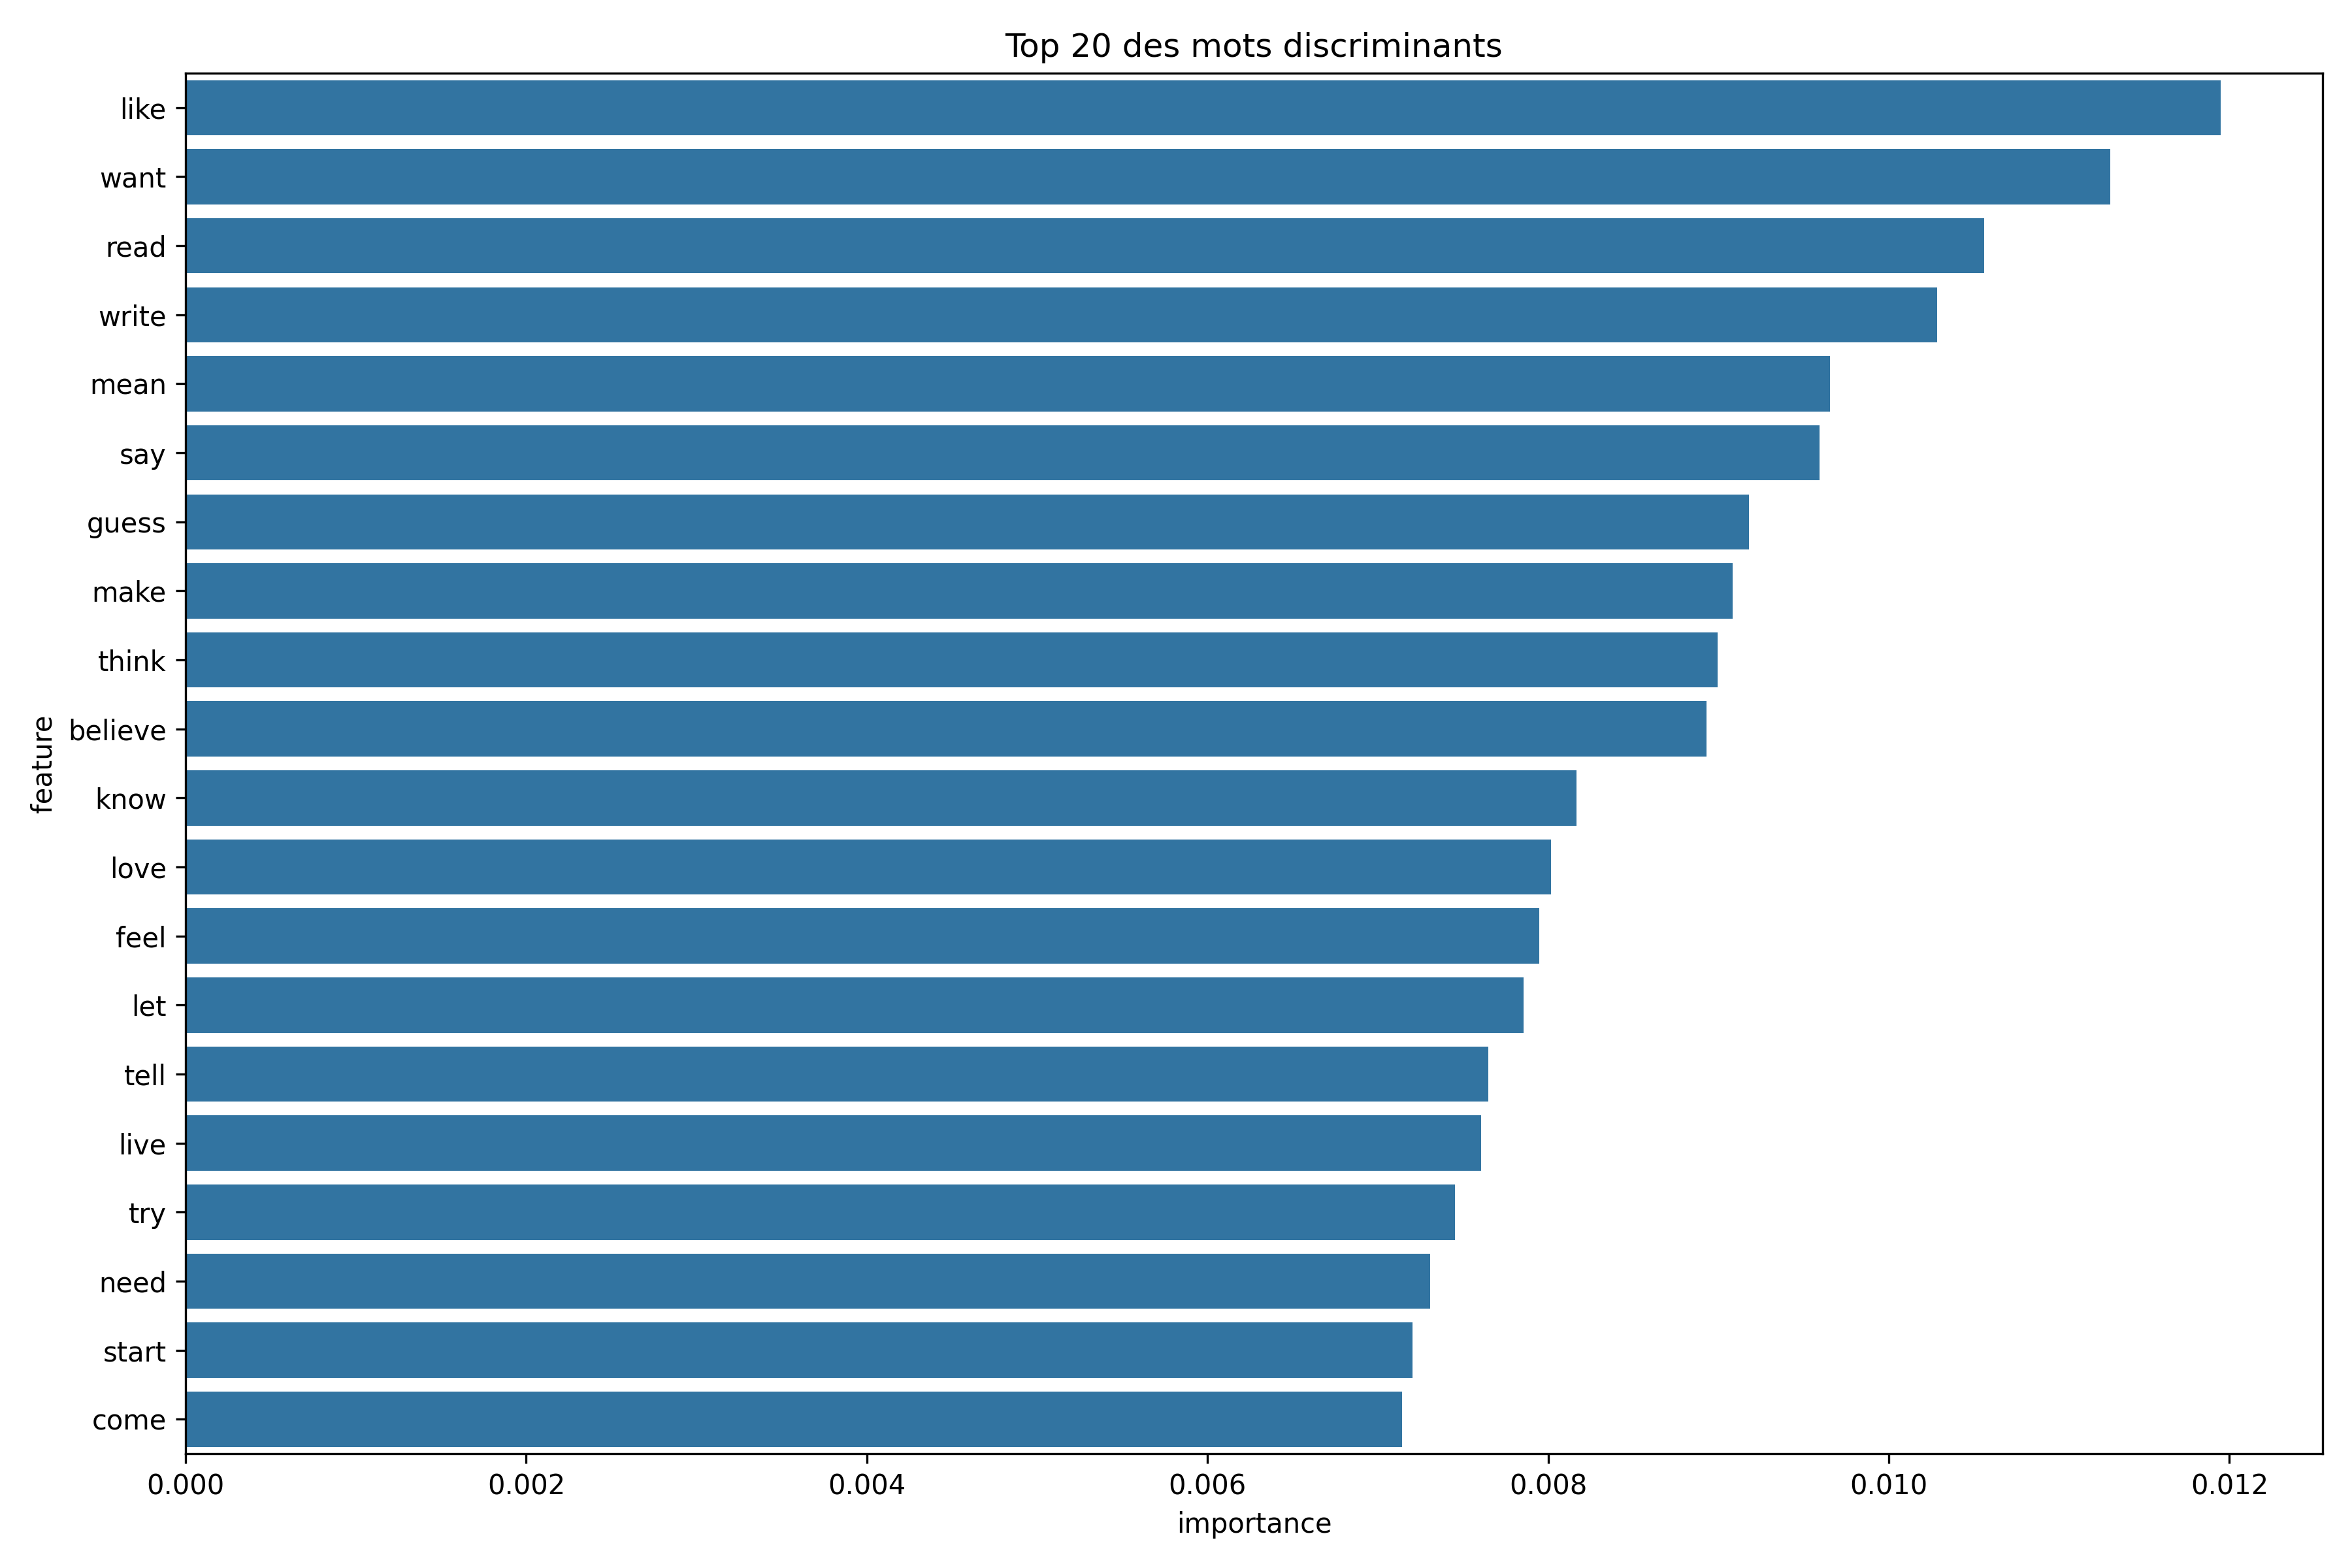 Top 20 des mots discriminants
like
want
read
write
mean
say
guess
make
think
believe
know
love
feel
let
tell
live
try
need
start
come
feature
0.000 0.002 0.004 0.006 0.008 0.010 0.012
importance